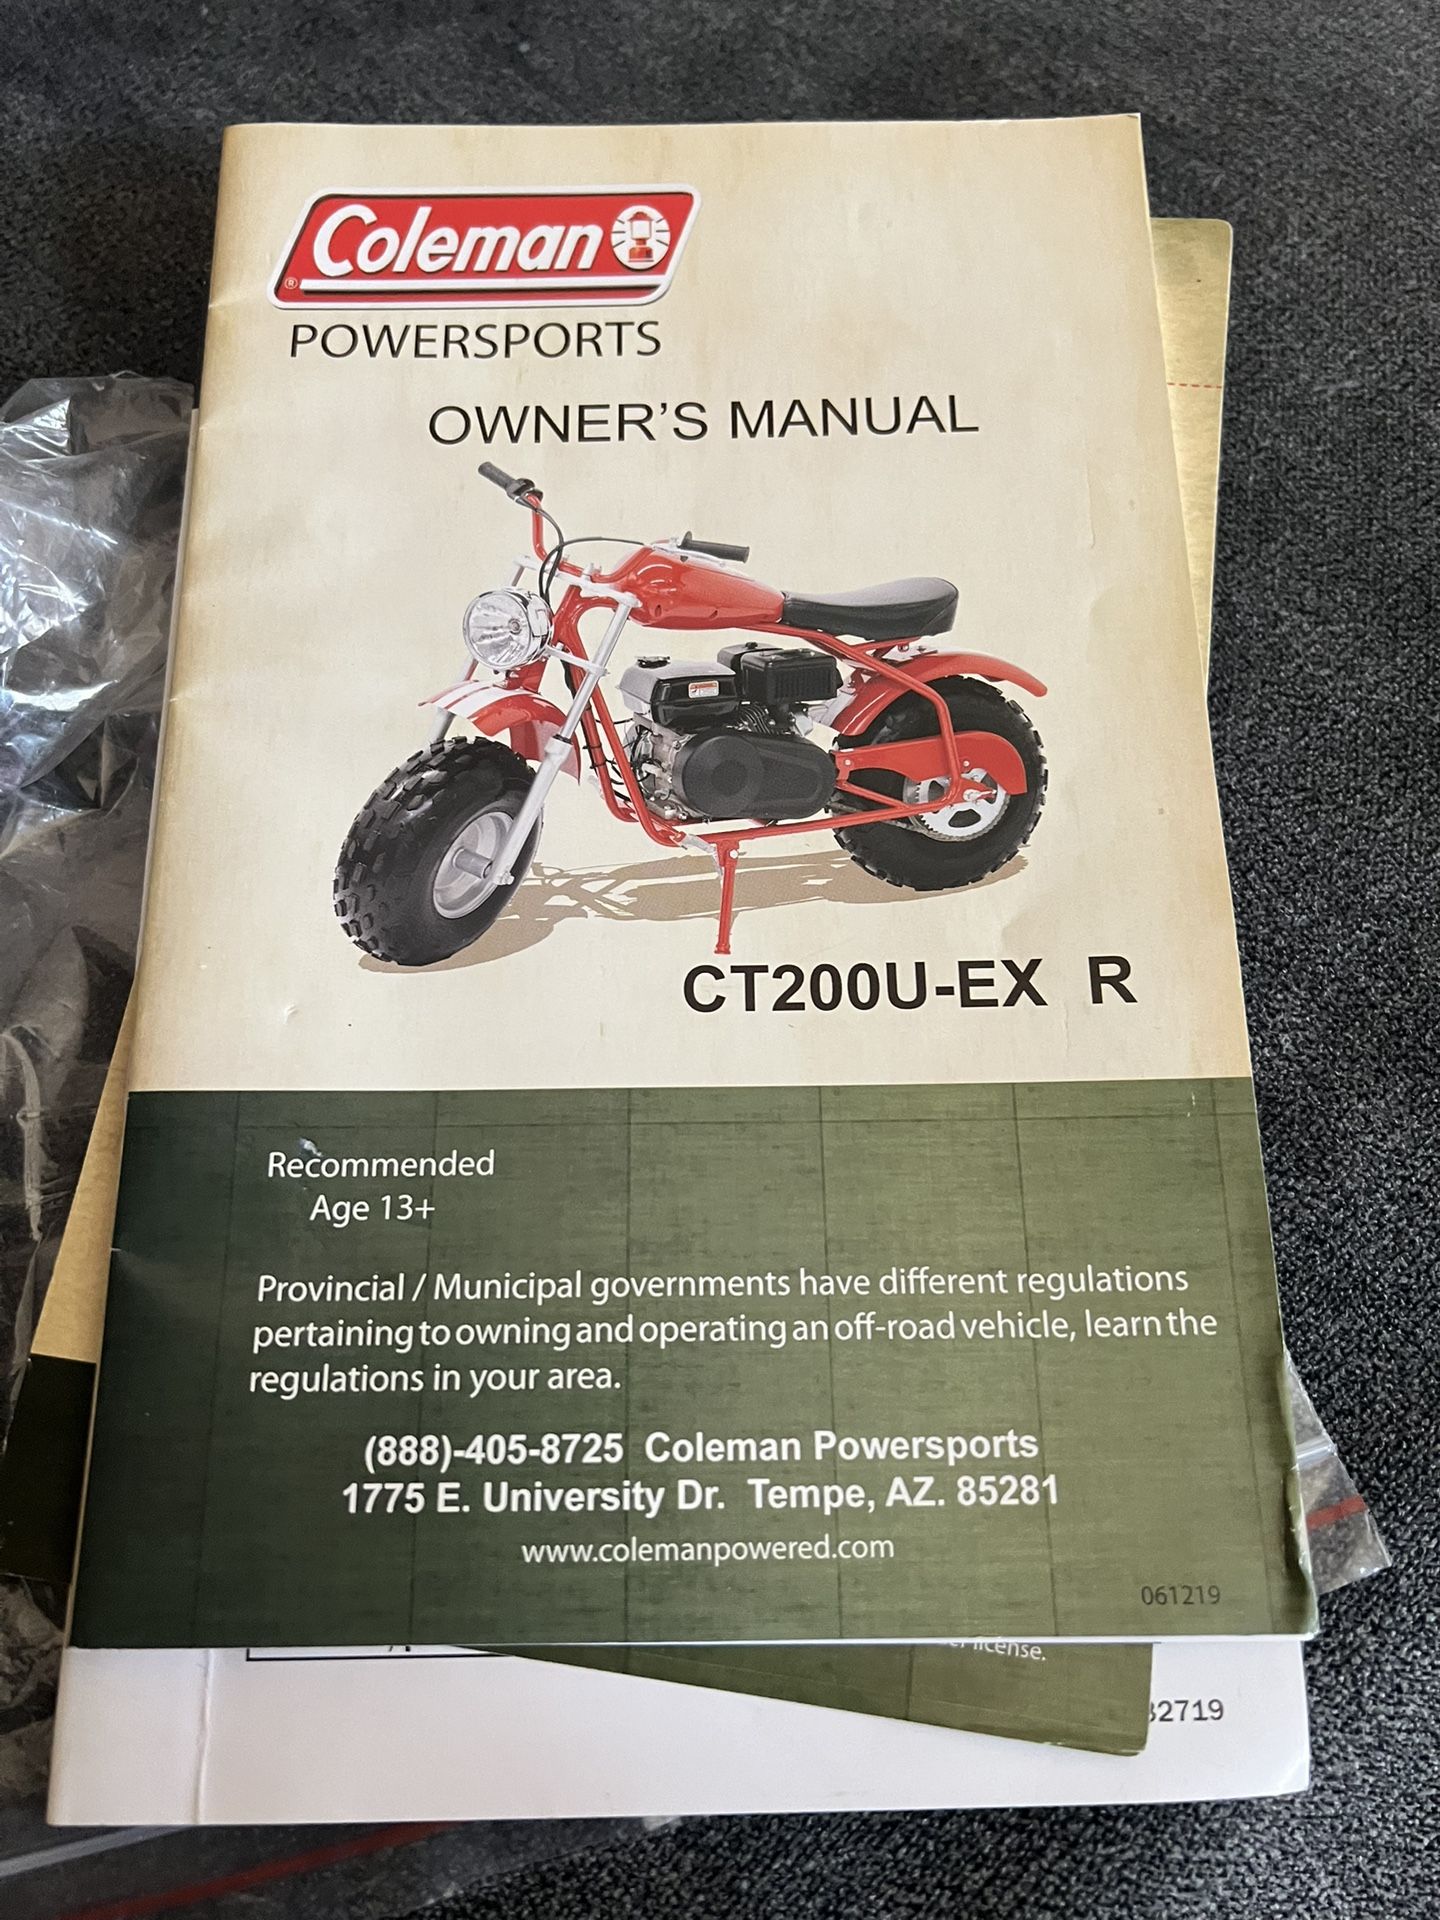 Coleman
®
POWERSPORTS
OWNER'S MANUAL
CT200U-EX R
Recommended
Age 13+
Provincial / Municipal governments have different regulations
pertaining to owning and operating an off-road vehicle, learn the
regulations in your area.
(888)-405-8725 Coleman Powersports
1775 E. University Dr. Tempe, AZ. 85281
www.colemanpowered.com
061219
license.
32719